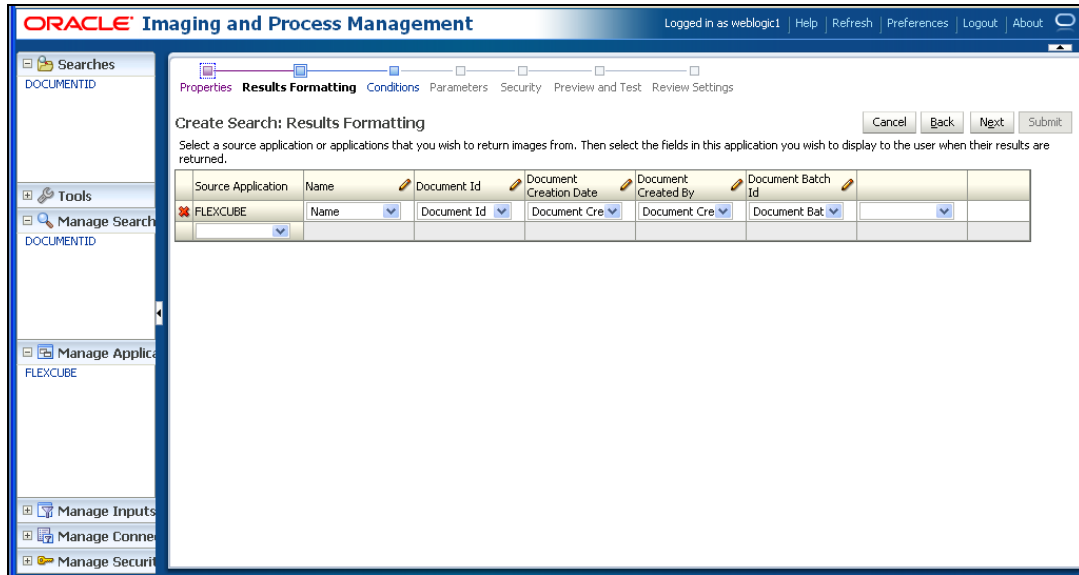 ORACLE Imaging and Process Management
Logged in as weblogic1 | Help | Refresh | Preferences | Logout | About
Searches
DOCUMENTID
Tools
Manage Search
DOCUMENTID
Manage Applica
FLEXCUBE
Manage Inputs
Manage Conne
Manage Securit
Properties Results Formatting Conditions Parameters Security Preview and Test Review Settings
Create Search: Results Formatting
Cancel Back Next Submit
Select a source application or applications that you wish to return images from. Then select the fields in this application you wish to display to the user when their results are
returned.
Source Application Name Document Id Document Creation Date Document Created By Document Batch Id
FLEXCUBE Name Document Id Document Cre Document Cre Document Bat